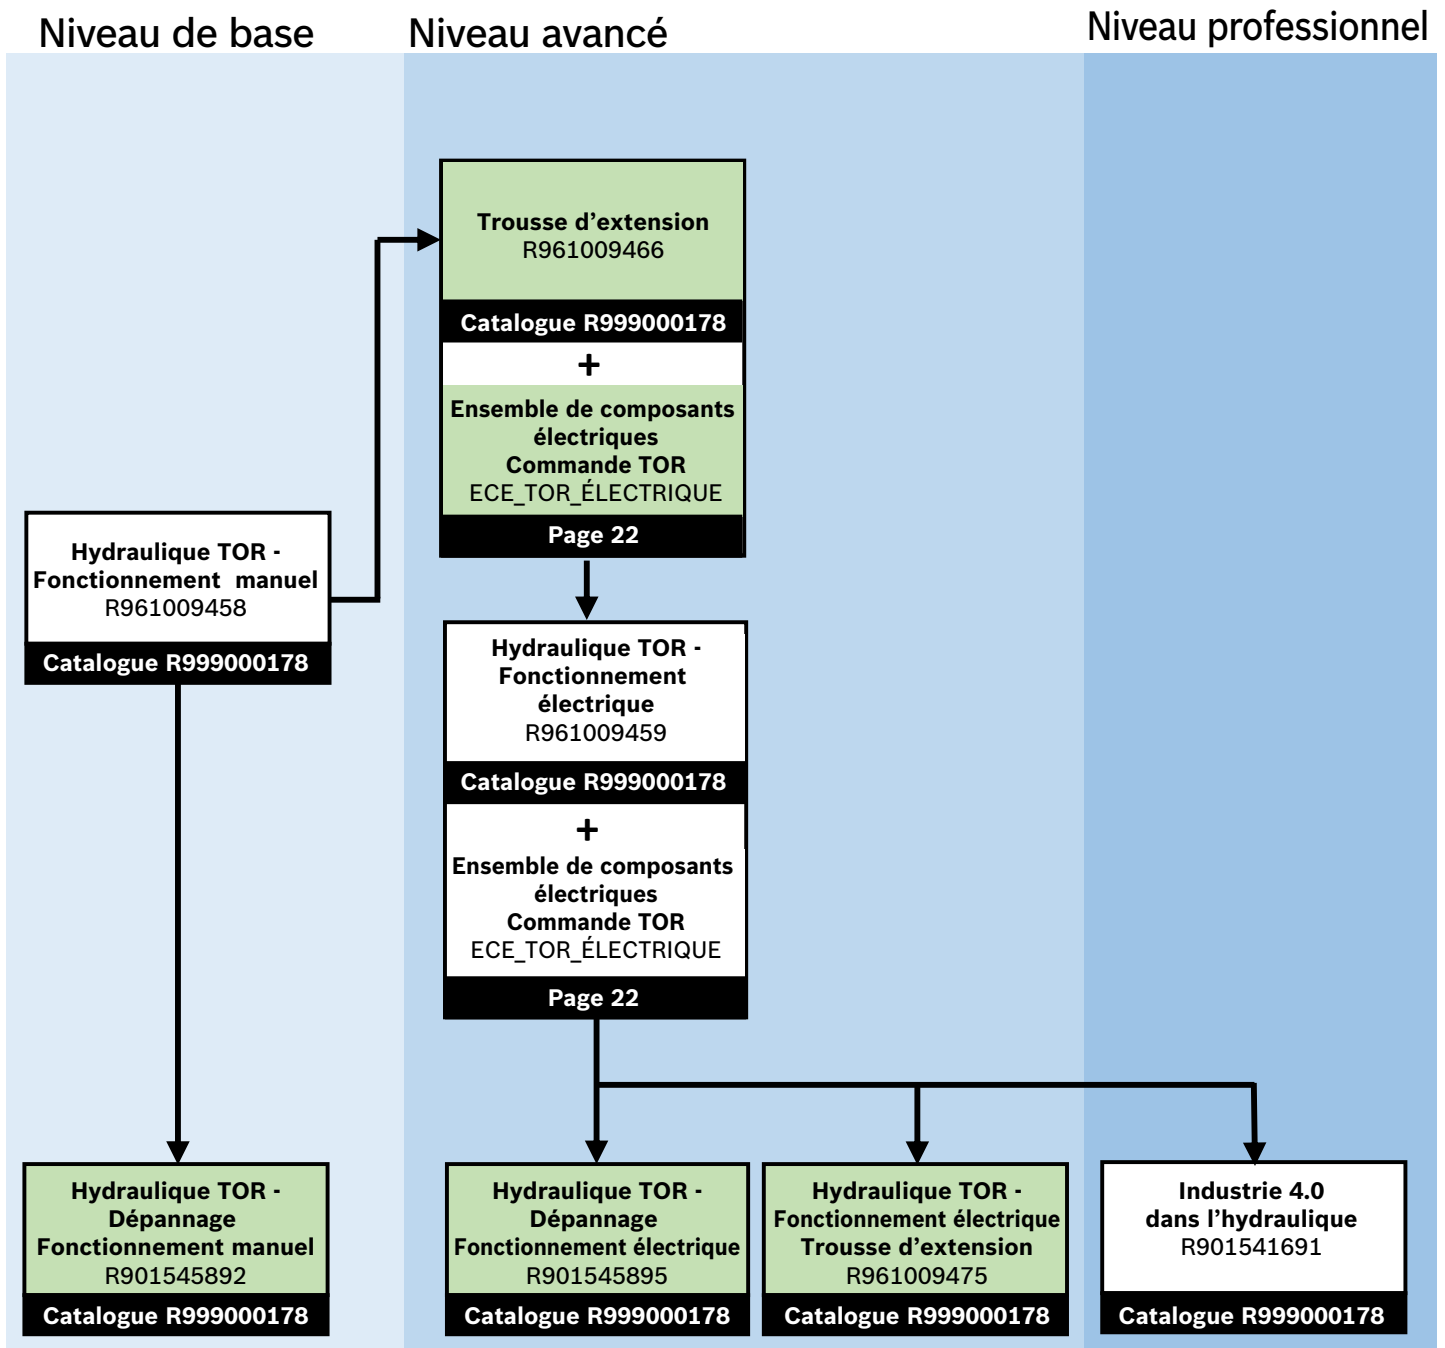 Niveau de base
Niveau avancé
Niveau professionnel
Trousse d'extension
R961009466
Catalogue R999000178
+
Ensemble de composants
électriques
Commande TOR
ECE_TOR_ÉLECTRIQUE
Page 22
Hydraulique TOR -
Fonctionnement manuel
R961009458
Catalogue R999000178
Hydraulique TOR -
Fonctionnement
électrique
R961009459
Catalogue R999000178
+
Ensemble de composants
électriques
Commande TOR
ECE_TOR_ÉLECTRIQUE
Page 22
Hydraulique TOR -
Dépannage
Fonctionnement manuel
R901545892
Catalogue R999000178
Hydraulique TOR -
Dépannage
Fonctionnement électrique
R901545895
Catalogue R999000178
Hydraulique TOR -
Fonctionnement électrique
Trousse d'extension
R961009475
Catalogue R999000178
Industrie 4.0
dans l'hydraulique
R901541691
Catalogue R999000178